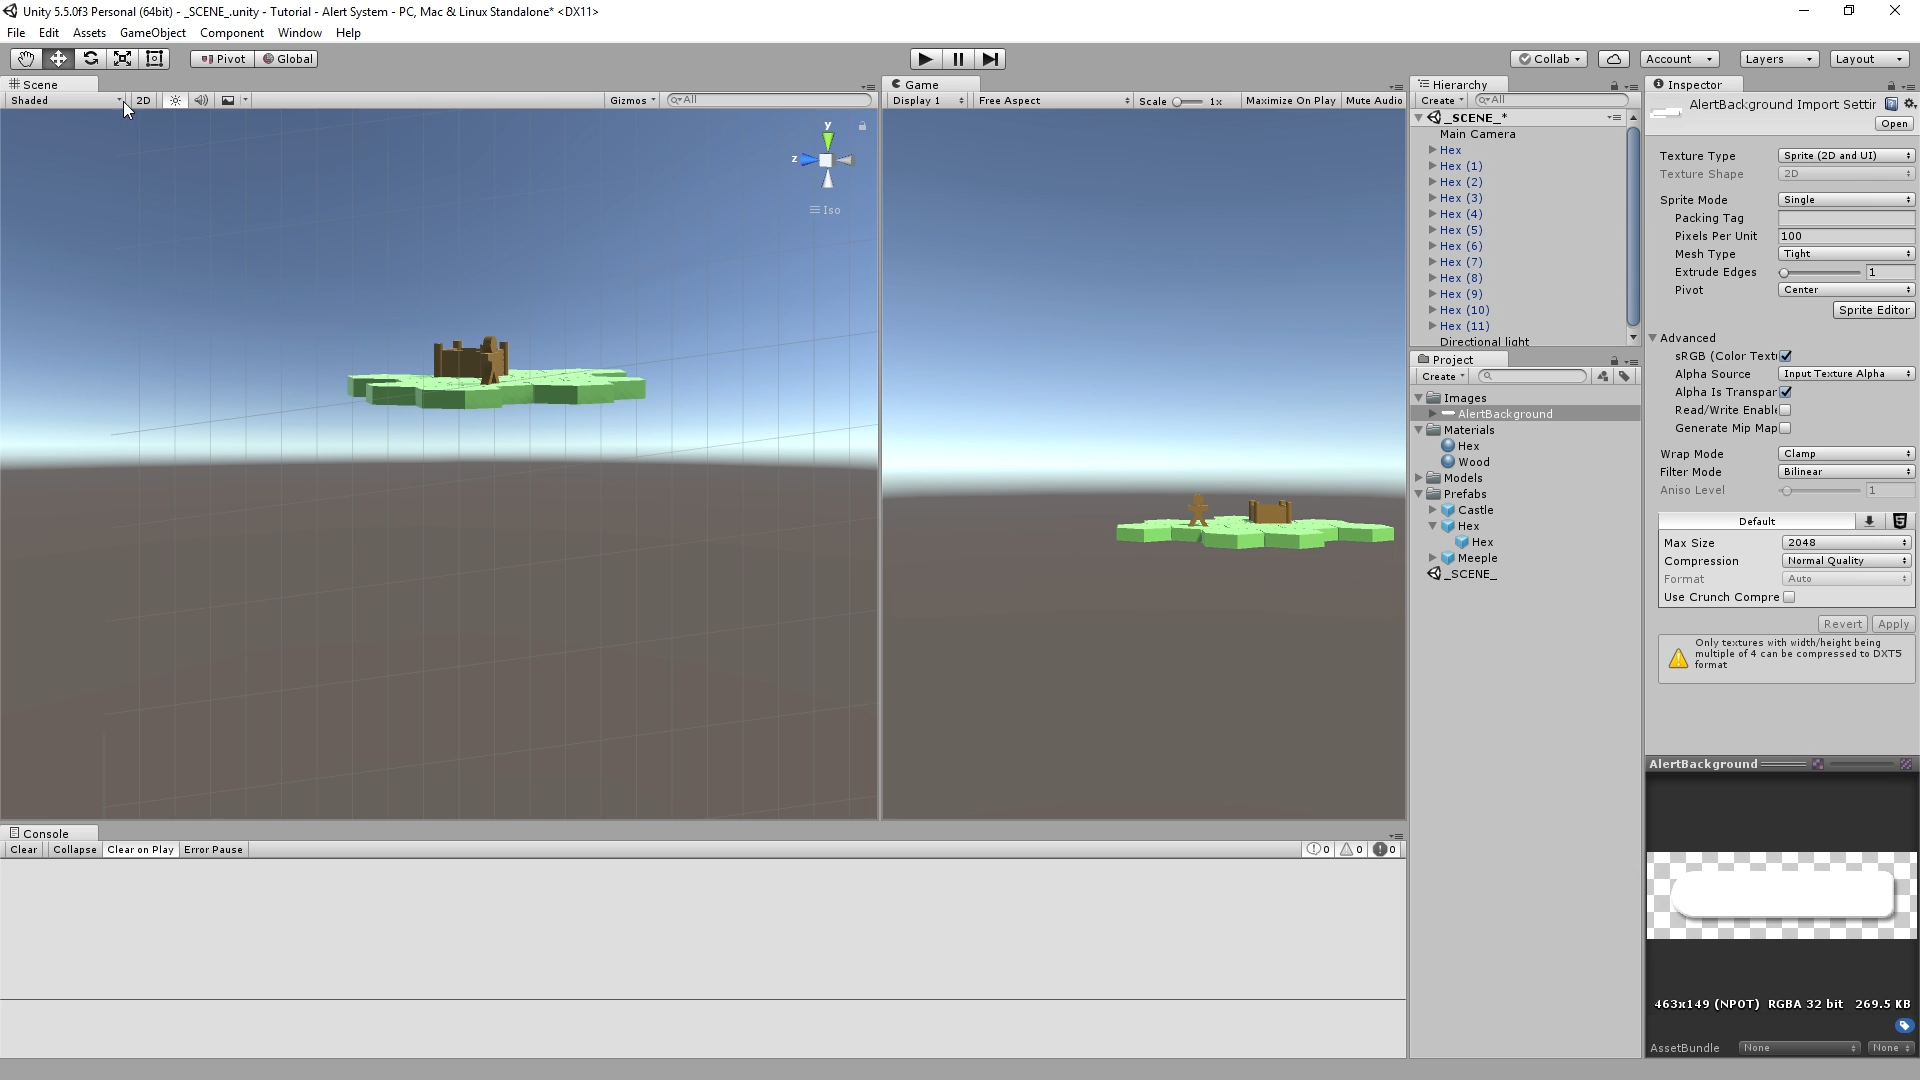 Unity 5.5.0f3 Personal (64bit) - _SCENE_.unity - Tutorial - Alert System - PC, Mac & Linux Standalone* <DX11>
File Edit Assets GameObject Component Window Help
Pivot Global Collab Account Layers Layout
Scene
Shaded 2D Gizmos All
y
z
Iso
Game
Display 1 Free Aspect Scale 1x Maximize On Play Mute Audio
Hierarchy
Create All
_SCENE_*
Main Camera
Hex
Hex (1)
Hex (2)
Hex (3)
Hex (4)
Hex (5)
Hex (6)
Hex (7)
Hex (8)
Hex (9)
Hex (10)
Hex (11)
Directional light
Project
Create
Images
AlertBackground
Materials
Hex
Wood
Models
Prefabs
Castle
Hex
Hex
Meeple
_SCENE_
Inspector
AlertBackground Import Settir
Open
Texture Type Sprite (2D and UI)
Texture Shape 2D
Sprite Mode Single
Packing Tag
Pixels Per Unit 100
Mesh Type Tight
Extrude Edges 1
Pivot Center
Sprite Editor
Advanced
sRGB (Color Textu
Alpha Source Input Texture Alpha
Alpha Is Transpar
Read/Write Enable
Generate Mip Map
Wrap Mode Clamp
Filter Mode Bilinear
Aniso Level 1
Default
Max Size 2048
Compression Normal Quality
Format Auto
Use Crunch Compre
Revert Apply
Only textures with width/height being
multiple of 4 can be compressed to DXT5
format
AlertBackground
463x149 (NPOT) RGBA 32 bit 269.5 KB
AssetBundle None None
Console
Clear Collapse Clear on Play Error Pause 0 0 0